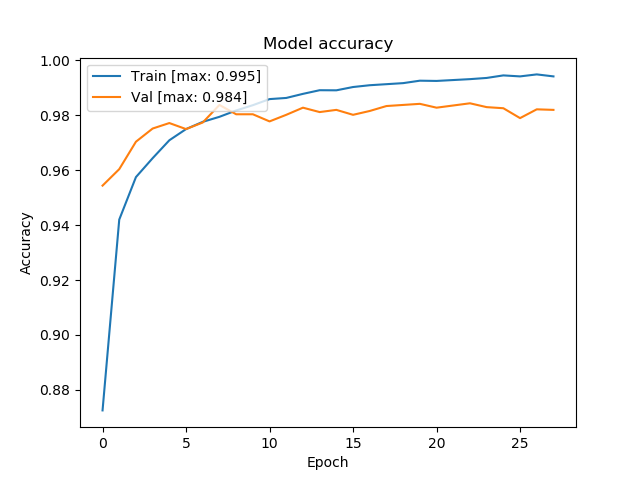 Model accuracy
Train [max: 0.995]
Val [max: 0.984]
1.00
0.98
0.96
0.94
0.92
0.90
0.88
Accuracy
0 5 10 15 20 25
Epoch